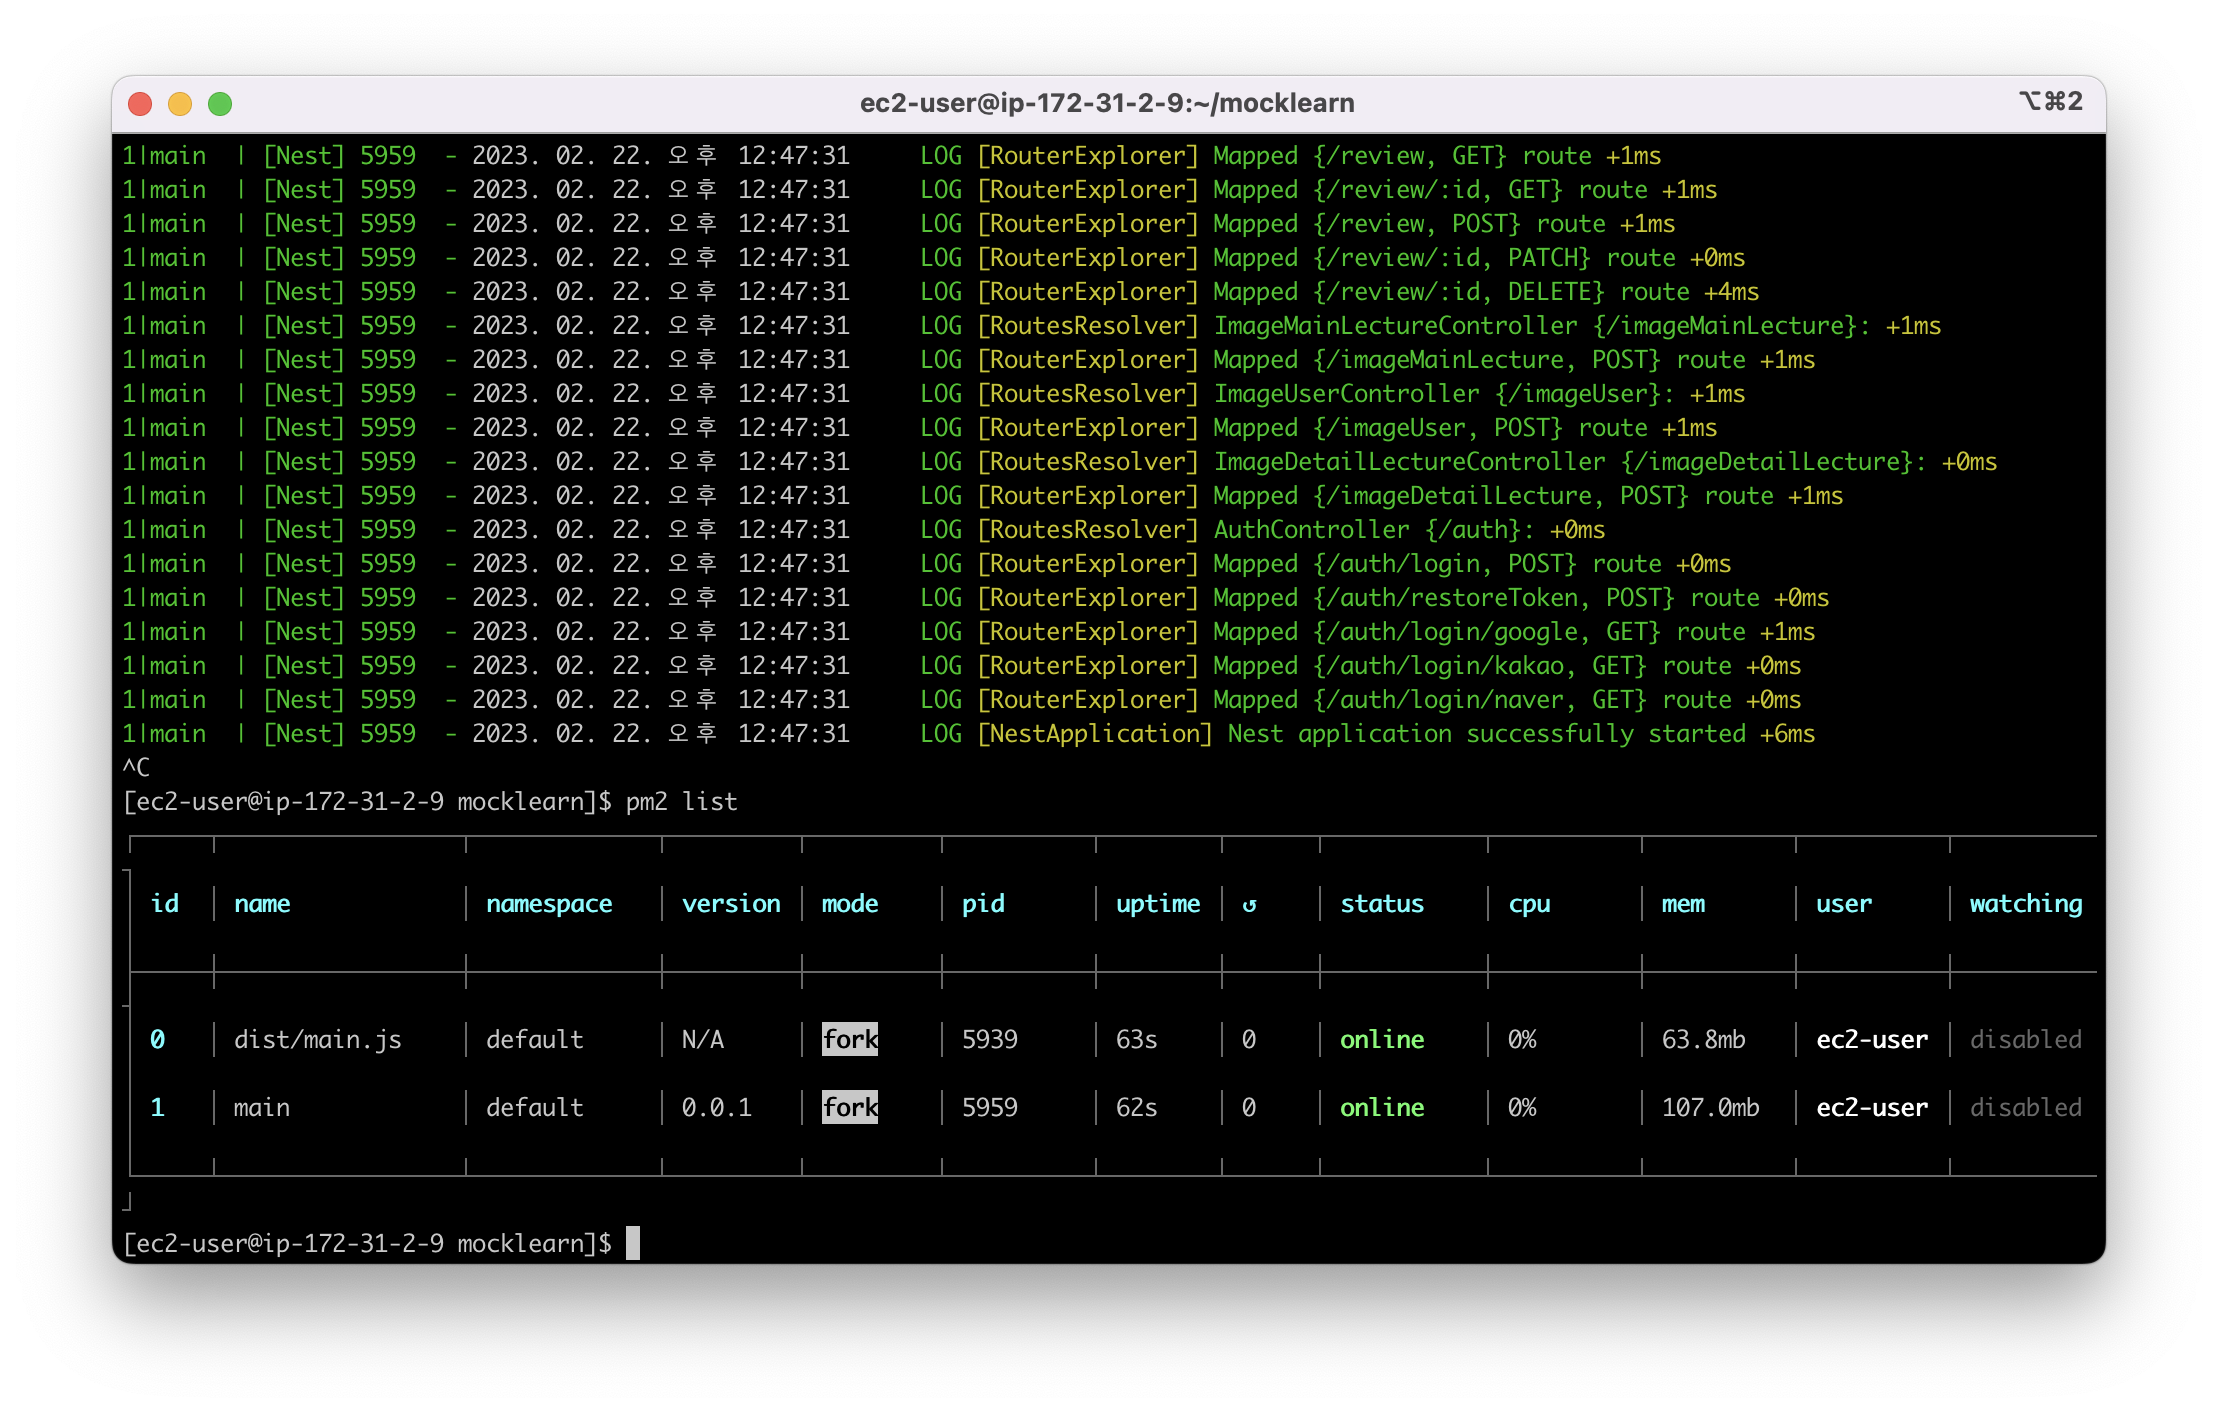 ec2-user@ip-172-31-2-9:~/mocklearn ⌥⌘2
1|main  | [Nest] 5959  - 2023. 02. 22. 오후 12:47:31     LOG [RouterExplorer] Mapped {/review, GET} route +1ms
1|main  | [Nest] 5959  - 2023. 02. 22. 오후 12:47:31     LOG [RouterExplorer] Mapped {/review/:id, GET} route +1ms
1|main  | [Nest] 5959  - 2023. 02. 22. 오후 12:47:31     LOG [RouterExplorer] Mapped {/review, POST} route +1ms
1|main  | [Nest] 5959  - 2023. 02. 22. 오후 12:47:31     LOG [RouterExplorer] Mapped {/review/:id, PATCH} route +0ms
1|main  | [Nest] 5959  - 2023. 02. 22. 오후 12:47:31     LOG [RouterExplorer] Mapped {/review/:id, DELETE} route +4ms
1|main  | [Nest] 5959  - 2023. 02. 22. 오후 12:47:31     LOG [RoutesResolver] ImageMainLectureController {/imageMainLecture}: +1ms
1|main  | [Nest] 5959  - 2023. 02. 22. 오후 12:47:31     LOG [RouterExplorer] Mapped {/imageMainLecture, POST} route +1ms
1|main  | [Nest] 5959  - 2023. 02. 22. 오후 12:47:31     LOG [RoutesResolver] ImageUserController {/imageUser}: +1ms
1|main  | [Nest] 5959  - 2023. 02. 22. 오후 12:47:31     LOG [RouterExplorer] Mapped {/imageUser, POST} route +1ms
1|main  | [Nest] 5959  - 2023. 02. 22. 오후 12:47:31     LOG [RoutesResolver] ImageDetailLectureController {/imageDetailLecture}: +0ms
1|main  | [Nest] 5959  - 2023. 02. 22. 오후 12:47:31     LOG [RouterExplorer] Mapped {/imageDetailLecture, POST} route +1ms
1|main  | [Nest] 5959  - 2023. 02. 22. 오후 12:47:31     LOG [RoutesResolver] AuthController {/auth}: +0ms
1|main  | [Nest] 5959  - 2023. 02. 22. 오후 12:47:31     LOG [RouterExplorer] Mapped {/auth/login, POST} route +0ms
1|main  | [Nest] 5959  - 2023. 02. 22. 오후 12:47:31     LOG [RouterExplorer] Mapped {/auth/restoreToken, POST} route +0ms
1|main  | [Nest] 5959  - 2023. 02. 22. 오후 12:47:31     LOG [RouterExplorer] Mapped {/auth/login/google, GET} route +1ms
1|main  | [Nest] 5959  - 2023. 02. 22. 오후 12:47:31     LOG [RouterExplorer] Mapped {/auth/login/kakao, GET} route +0ms
1|main  | [Nest] 5959  - 2023. 02. 22. 오후 12:47:31     LOG [RouterExplorer] Mapped {/auth/login/naver, GET} route +0ms
1|main  | [Nest] 5959  - 2023. 02. 22. 오후 12:47:31     LOG [NestApplication] Nest application successfully started +6ms
^C
[ec2-user@ip-172-31-2-9 mocklearn]$ pm2 list
id │ name │ namespace │ version │ mode │ pid │ uptime │ ↺ │ status │ cpu │ mem │ user │ watching
0 │ dist/main.js │ default │ N/A │ fork │ 5939 │ 63s │ 0 │ online │ 0% │ 63.8mb │ ec2-user │ disabled
1 │ main │ default │ 0.0.1 │ fork │ 5959 │ 62s │ 0 │ online │ 0% │ 107.0mb │ ec2-user │ disabled
[ec2-user@ip-172-31-2-9 mocklearn]$